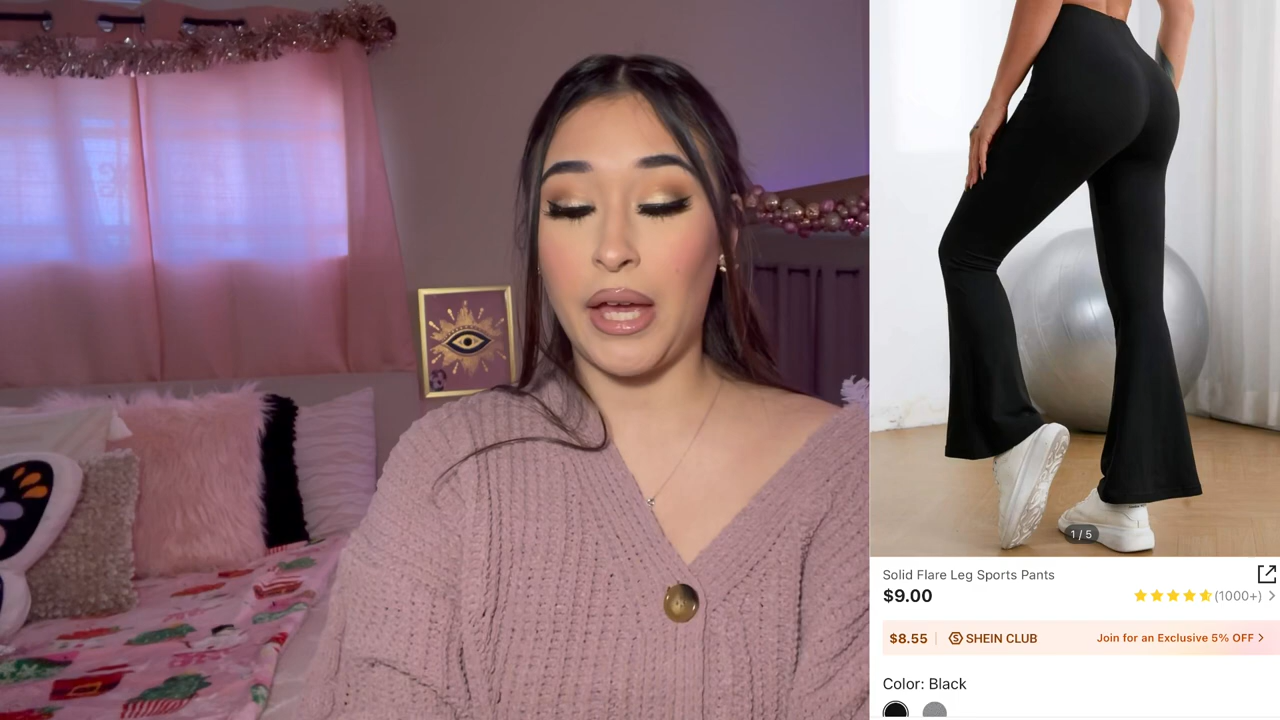 1 / 5
Solid Flare Leg Sports Pants
$9.00
(1000+)
$8.55 | SHEIN CLUB Join for an Exclusive 5% OFF >
Color: Black